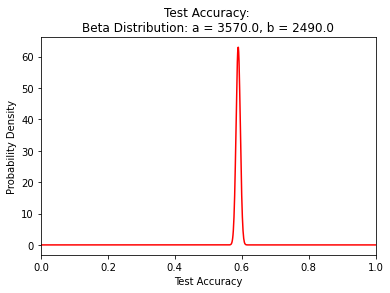 Test Accuracy:
Beta Distribution: a = 3570.0, b = 2490.0
Probability Density
60
50
40
30
20
10
0
0.0 0.2 0.4 0.6 0.8 1.0
Test Accuracy